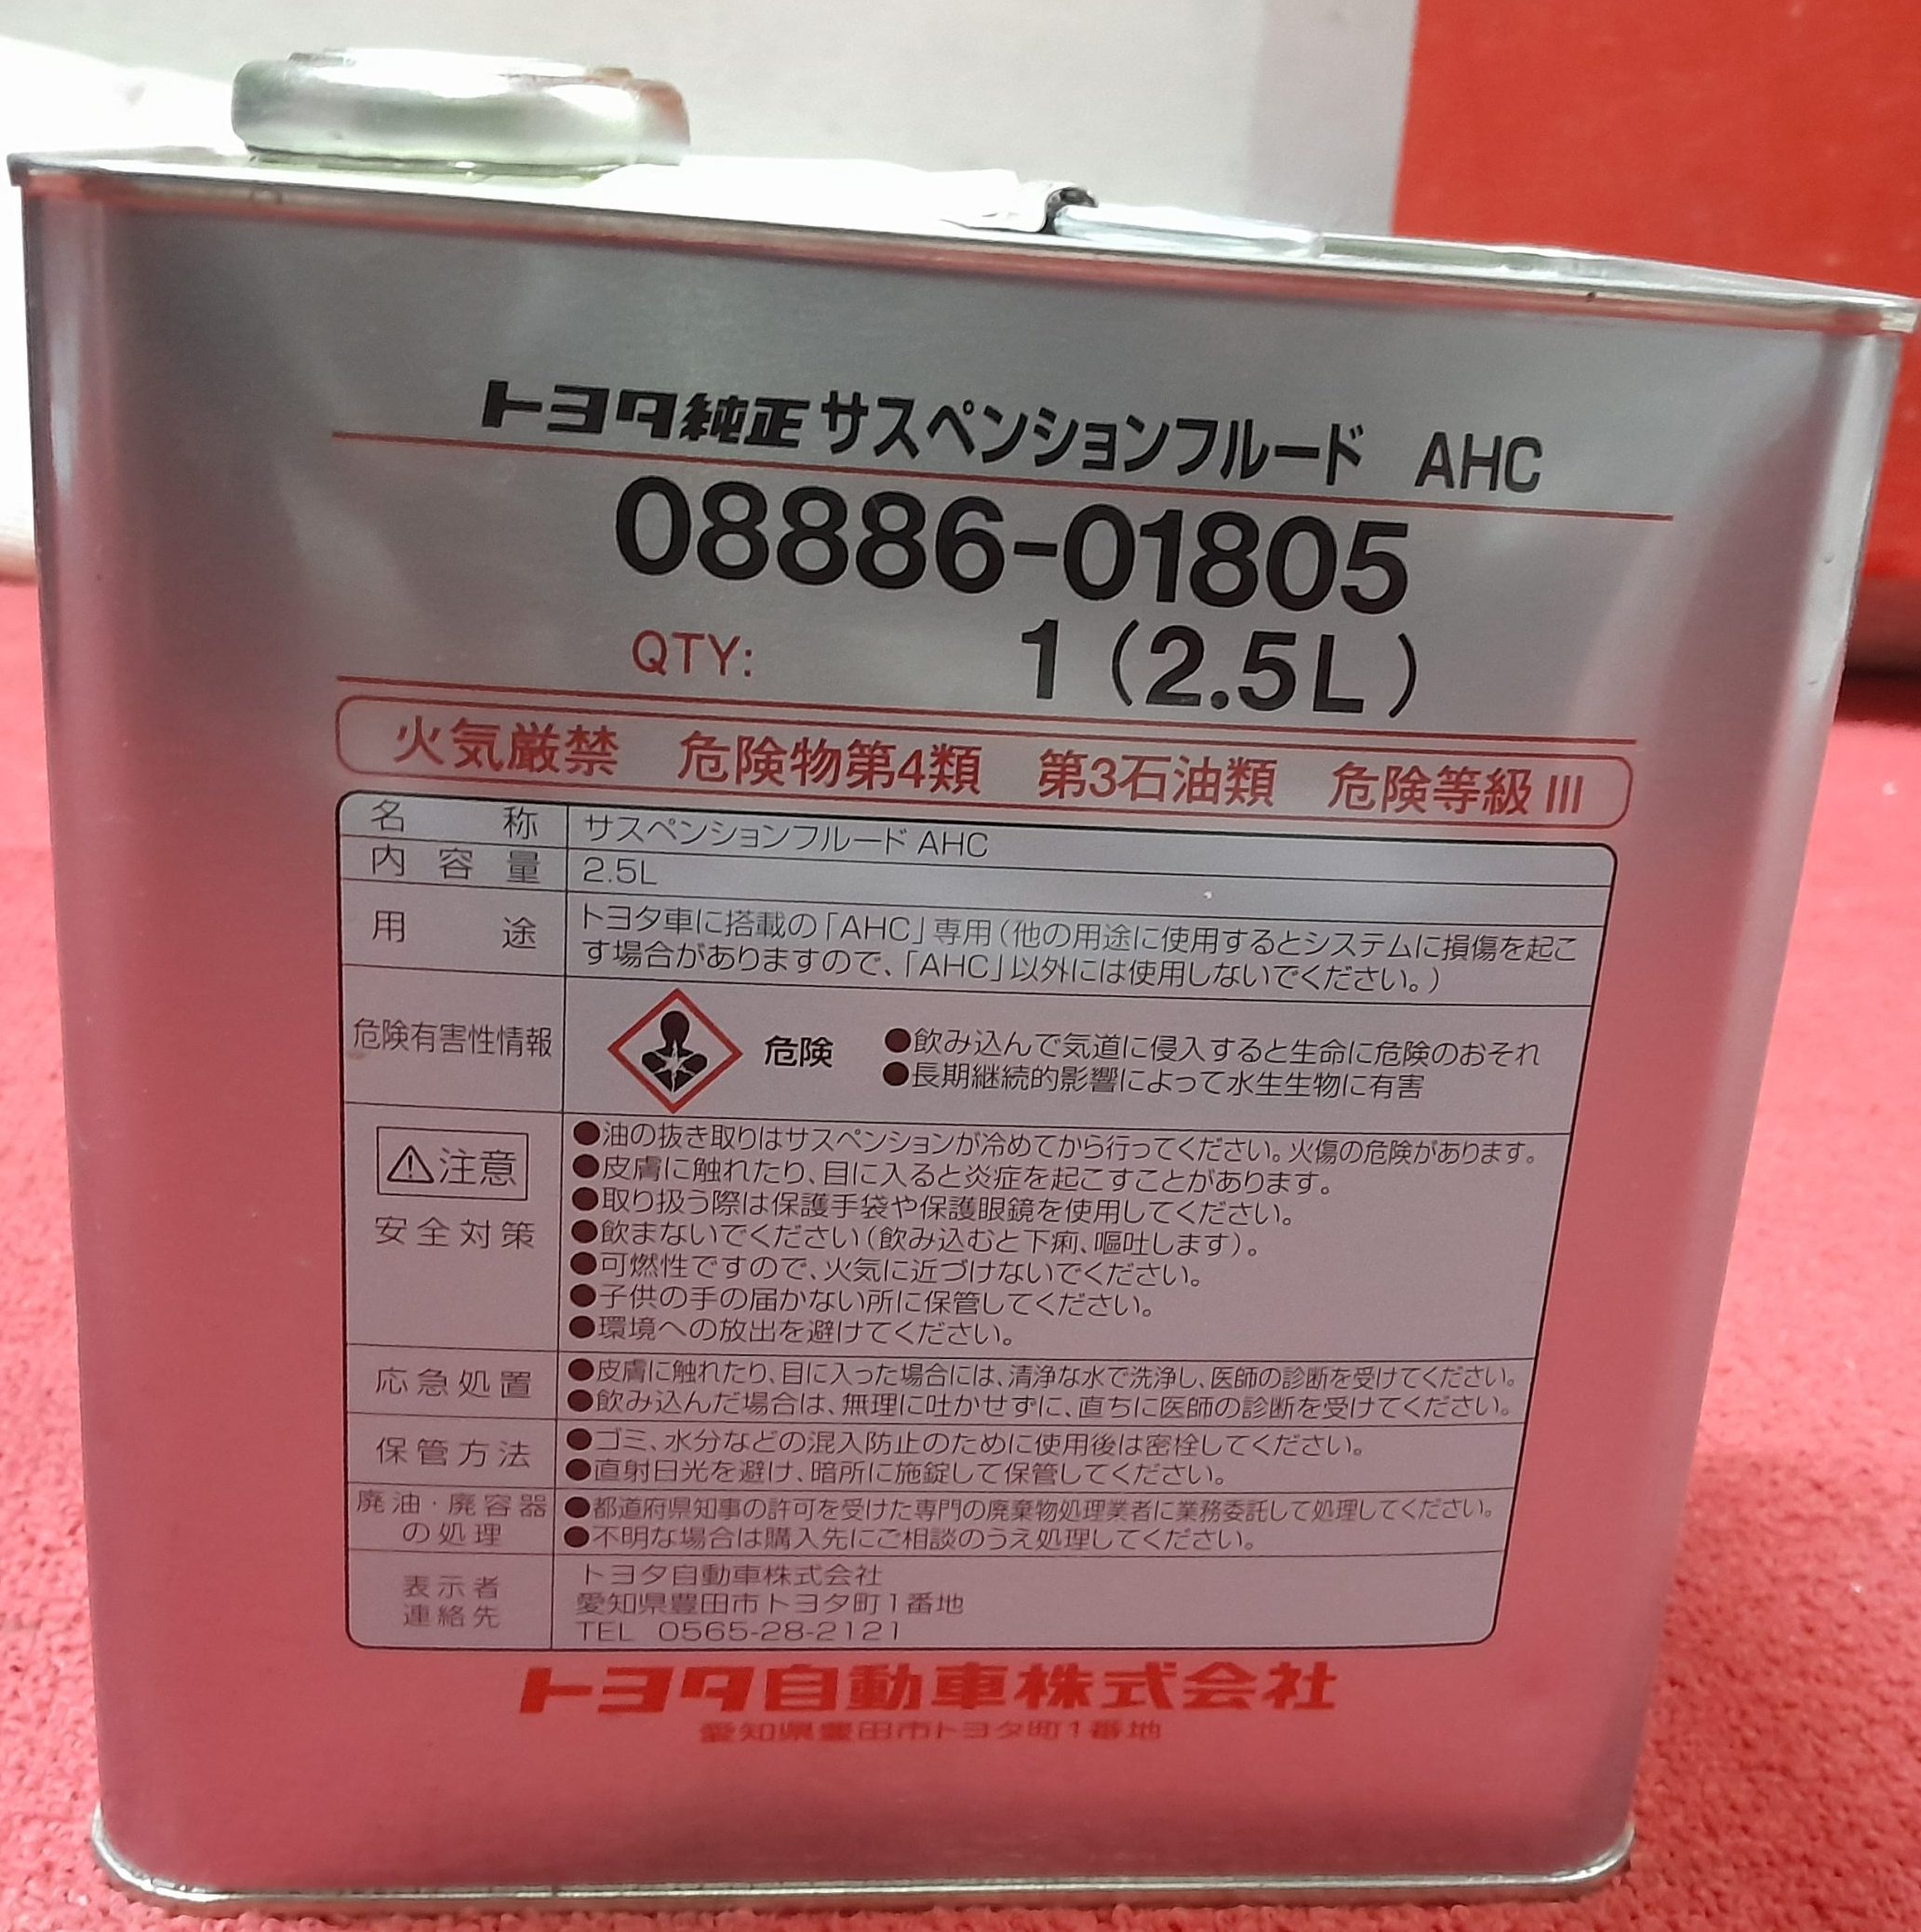 トヨタ純正 サスペンションフルード AHC
08886-01805
QTY: 1 (2.5L)
火気厳禁 危険物第4類 第3石油類 危険等級 III
名称 サスペンションフルード AHC
内容量 2.5L
用途 トヨタ車に搭載の「AHC」専用(他の用途に使用するとシステムに損傷を起こ
す場合がありますので、「AHC」以外には使用しないでください。)
危険有害性情報 危険 ●飲み込んで気道に侵入すると生命に危険のおそれ
●長期継続的影響によって水生生物に有害
注意
安全対策
●油の抜き取りはサスペンションが冷めてから行ってください。火傷の危険があります。
●皮膚に触れたり、目に入ると炎症を起こすことがあります。
●取り扱う際は保護手袋や保護眼鏡を使用してください。
●飲まないでください(飲み込むと下痢、嘔吐します)。
●可燃性ですので、火気に近づけないでください。
●子供の手の届かない所に保管してください。
●環境への放出を避けてください。
応急処置 ●皮膚に触れたり、目に入った場合には、清浄な水で洗浄し、医師の診断を受けてください。
●飲み込んだ場合は、無理に吐かせずに、直ちに医師の診断を受けてください。
保管方法 ●ゴミ、水分などの混入防止のために使用後は密栓してください。
●直射日光を避け、暗所に施錠して保管してください。
廃油・廃容器 ●都道府県知事の許可を受けた専門の廃棄物処理業者に業務委託して処理してください。
の処理 ●不明な場合は購入先にご相談のうえ処理してください。
表示者
連絡先
トヨタ自動車株式会社
愛知県豊田市トヨタ町1番地
TEL 0565-28-2121
トヨタ自動車株式会社
愛知県豊田市トヨタ町1番地